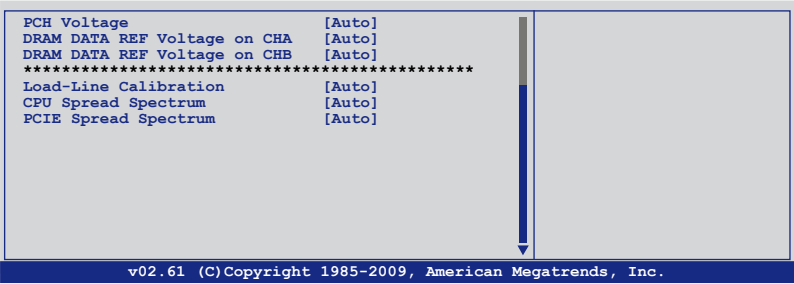 PCH Voltage [Auto]
DRAM DATA REF Voltage on CHA [Auto]
DRAM DATA REF Voltage on CHB [Auto]
***********************************************
Load-Line Calibration [Auto]
CPU Spread Spectrum [Auto]
PCIE Spread Spectrum [Auto]
v02.61 (C)Copyright 1985-2009, American Megatrends, Inc.